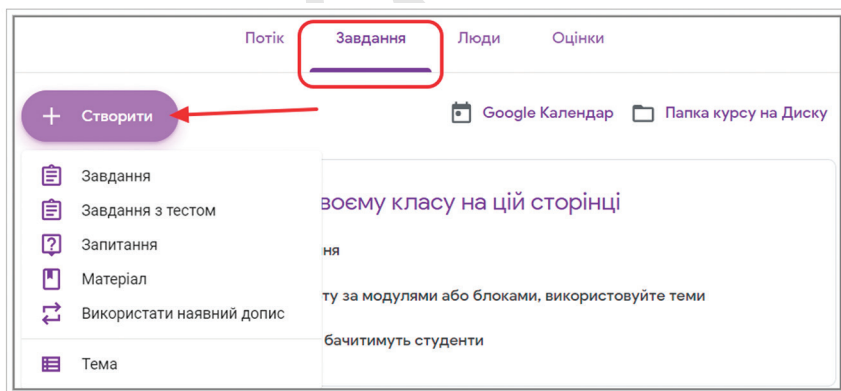 Потік Завдання Люди Оцінки
Створити Google Календар Папка курсу на Диску
Завдання
Завдання з тестом
Запитання
Матеріал
Використати наявний допис
Тема
воєму класу на цій сторінці
ня
ту за модулями або блоками, використовуйте теми
бачитимуть студенти